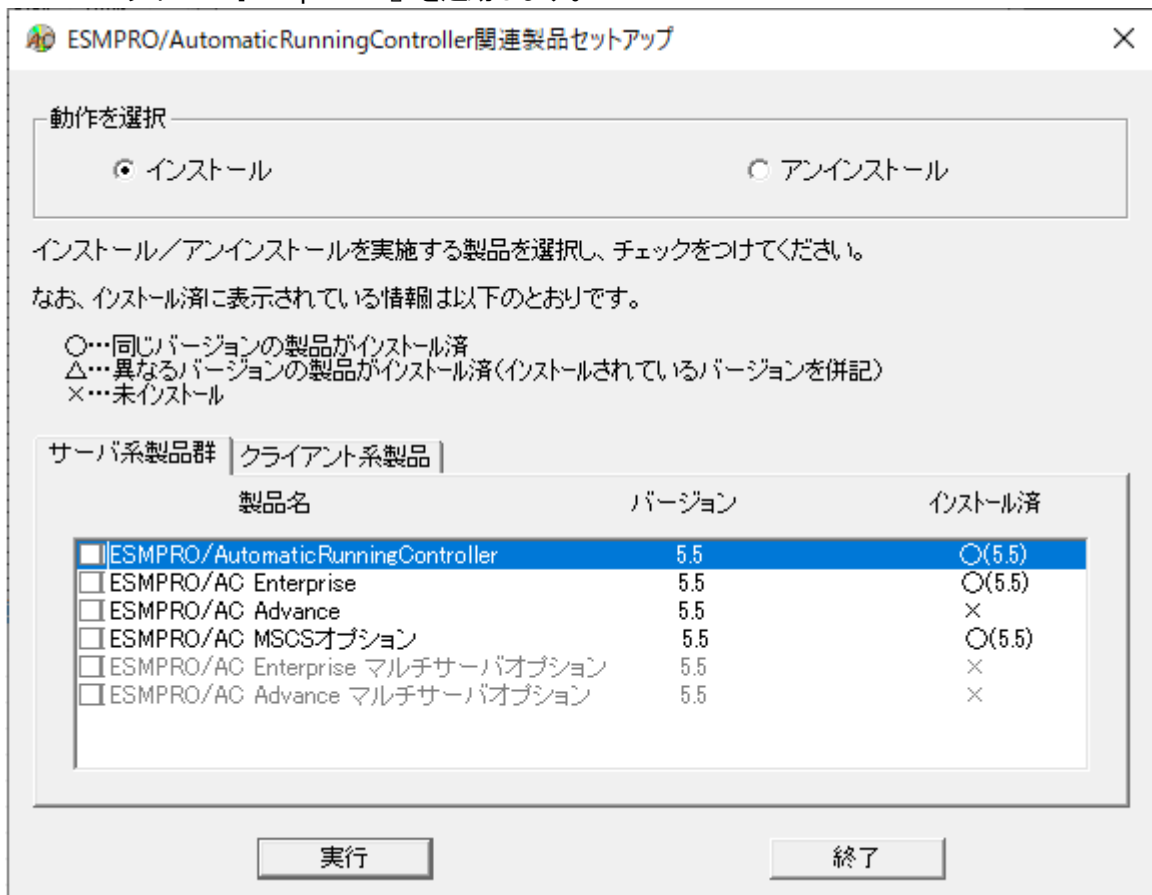 ESMPRO/AutomaticRunningController関連製品セットアップ
動作を選択
インストール
アンインストール
インストール／アンインストールを実施する製品を選択し、チェックをつけてください。
なお、インストール済に表示されている情報は以下のとおりです。
○…同じバージョンの製品がインストール済
△…異なるバージョンの製品がインストール済(インストールされているバージョンを併記)
×…未インストール
サーバ系製品群 クライアント系製品
製品名 バージョン インストール済
ESMPRO/AutomaticRunningController 5.5 ○(5.5)
ESMPRO/AC Enterprise 5.5 ○(5.5)
ESMPRO/AC Advance 5.5 ×
ESMPRO/AC MSCSオプション 5.5 ○(5.5)
ESMPRO/AC Enterprise マルチサーバオプション 5.5 ×
ESMPRO/AC Advance マルチサーバオプション 5.5 ×
実行 終了